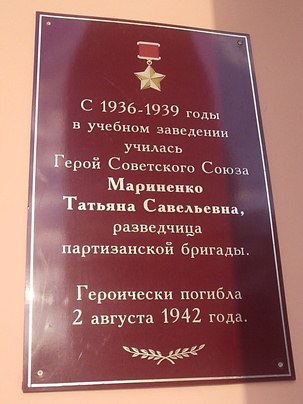 С 1936-1939 годы
в учебном заведении
училась
Герой Советского Союза
Мариненко
Татьяна Савельевна,
разведчица
партизанской бригады.
Героически погибла
2 августа 1942 года.